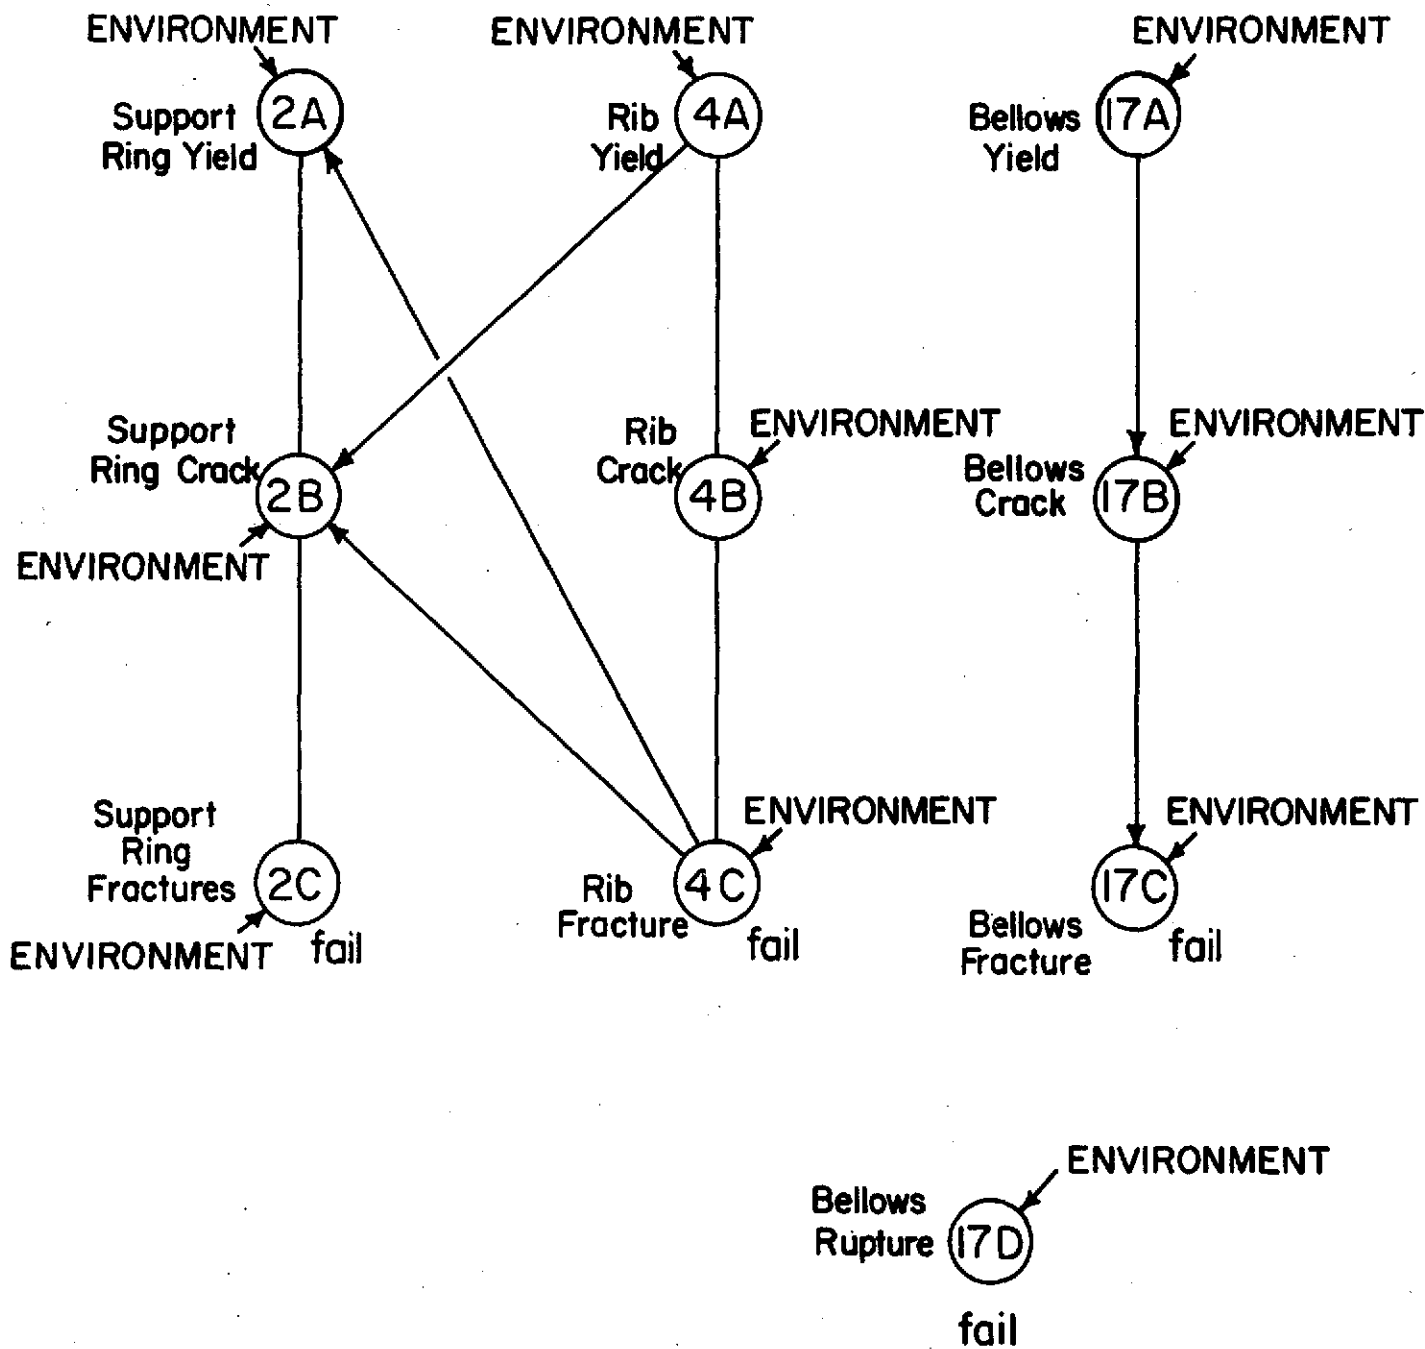 ENVIRONMENT
2A
Support
Ring Yield
ENVIRONMENT
4A
Rib
Yield
ENVIRONMENT
17A
Bellows
Yield
Support
Ring Crack
2B
ENVIRONMENT
Rib
Crack
4B
ENVIRONMENT
Bellows
Crack
17B
ENVIRONMENT
Support
Ring
Fractures
2C
ENVIRONMENT
fail
ENVIRONMENT
4C
Rib
Fracture
fail
ENVIRONMENT
17C
Bellows
Fracture
fail
ENVIRONMENT
Bellows
Rupture
17D
fail